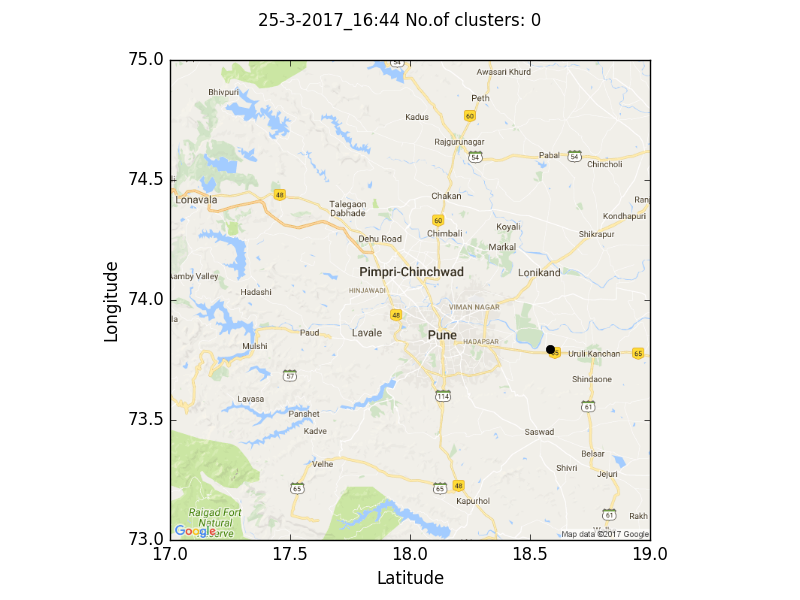 25-3-2017_16:44 No.of clusters: 0
75.0
54
Awasari Khurd
Bhivpuri
Peth
Kadus
60
Rajgurunagar
54
Pabal
54
Chincholi
74.5
48
Lonavala
Chakan
Talegaon
Dabhade
60
Kondhapuri
Koyali
Chimbali
Shikrapur
Dehu Road
Markal
Pimpri-Chinchwad
Lonikand
HINJAWADI
Hadashi
74.0
VIMAN NAGAR
48
Paud
Lavale
Pune
HADAPSAR
Mulshi
Uruli Kanchan
65
57
Shindaone
Lavasa
114
61
Panshet
73.5
Kadve
Saswad
Belsar
Velhe
Shivri
Jejuri
65
65
48
Kapurhol
Raigad Fort
Natural
61
Rakh
Google
Map data ©2017 Google
73.0
17.0
17.5
18.0
18.5
19.0
Latitude
Longitude